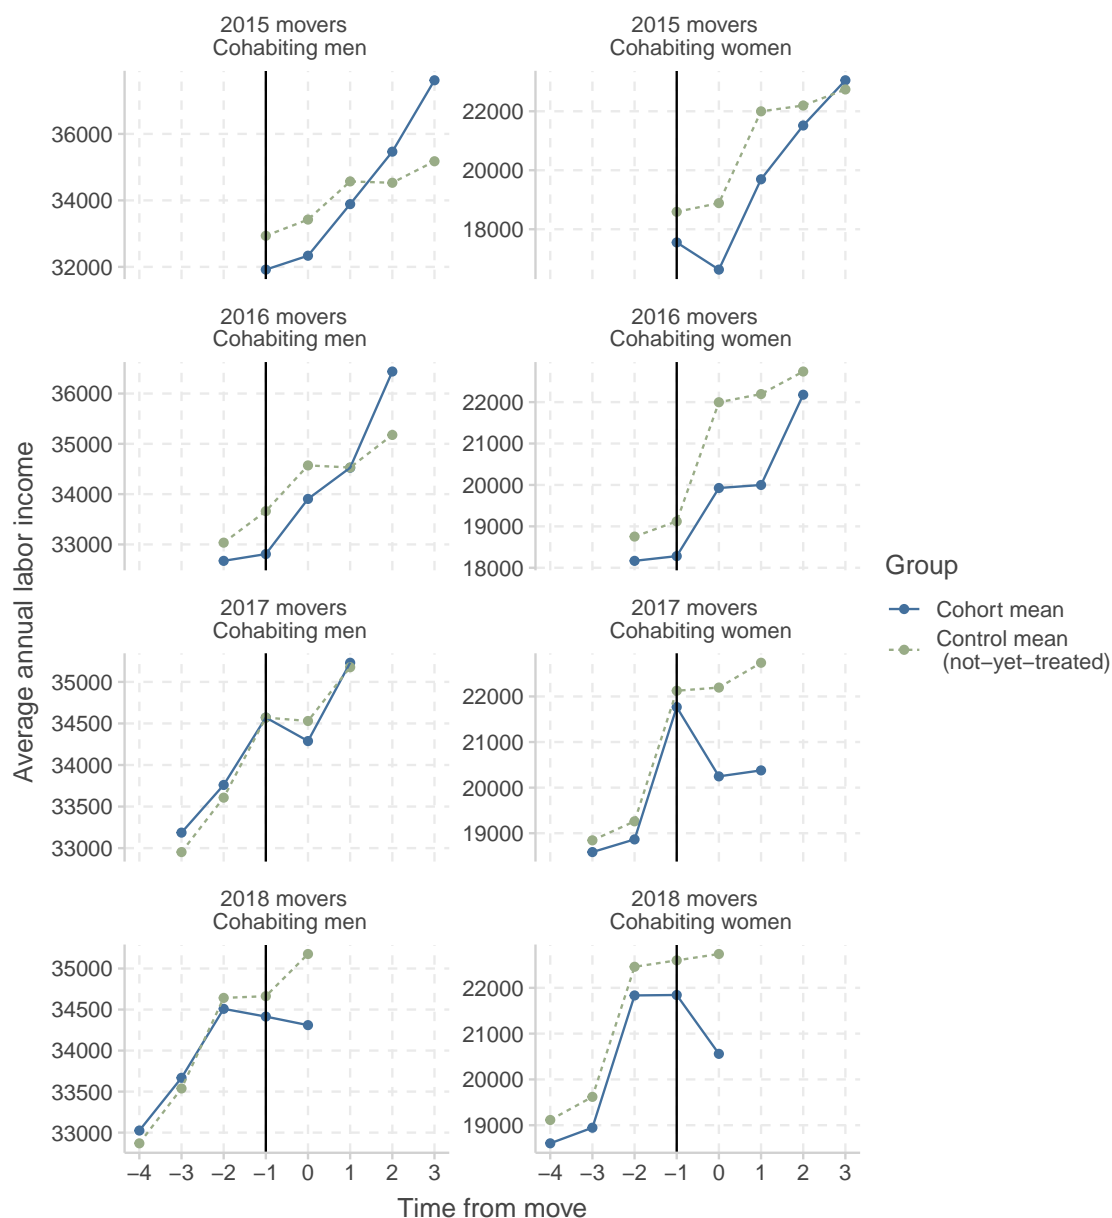 2015 movers
Cohabiting men
2015 movers
Cohabiting women
36000
34000
32000
22000
20000
18000
2016 movers
Cohabiting men
2016 movers
Cohabiting women
36000
35000
34000
33000
22000
21000
20000
19000
18000
2017 movers
Cohabiting men
2017 movers
Cohabiting women
35000
34500
34000
33500
33000
22000
21000
20000
19000
2018 movers
Cohabiting men
2018 movers
Cohabiting women
35000
34500
34000
33500
33000
22000
21000
20000
19000
−4 −3 −2 −1 0 1 2 3
−4 −3 −2 −1 0 1 2 3
Time from move
Average annual labor income
Group
Cohort mean
Control mean
(not−yet−treated)